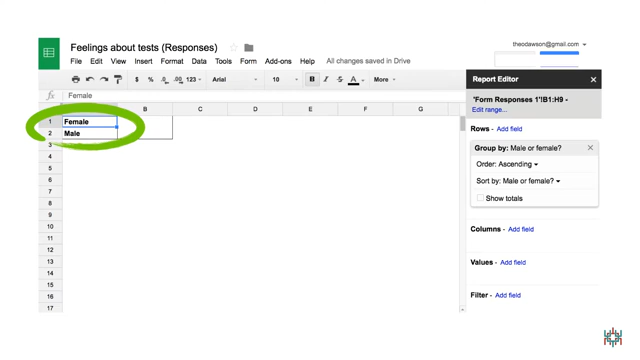 Feelings about tests (Responses)
theodawson@gmail.com
File Edit View Insert Format Data Tools Form Add-ons Help All changes saved in Drive
$ % .0 .00 123 Arial 10 B I S A More
fx Female
Report Editor
A B C D E F G
'Form Responses 1'!B1:H9 -
Edit range...
1 Female
2 Male
3
4
5
6
7
8
9
10
11
12
13
14
15
16
17
Rows - Add field
Group by: Male or female?
Order: Ascending
Sort by: Male or female?
Show totals
Columns - Add field
Values - Add field
Filter - Add field